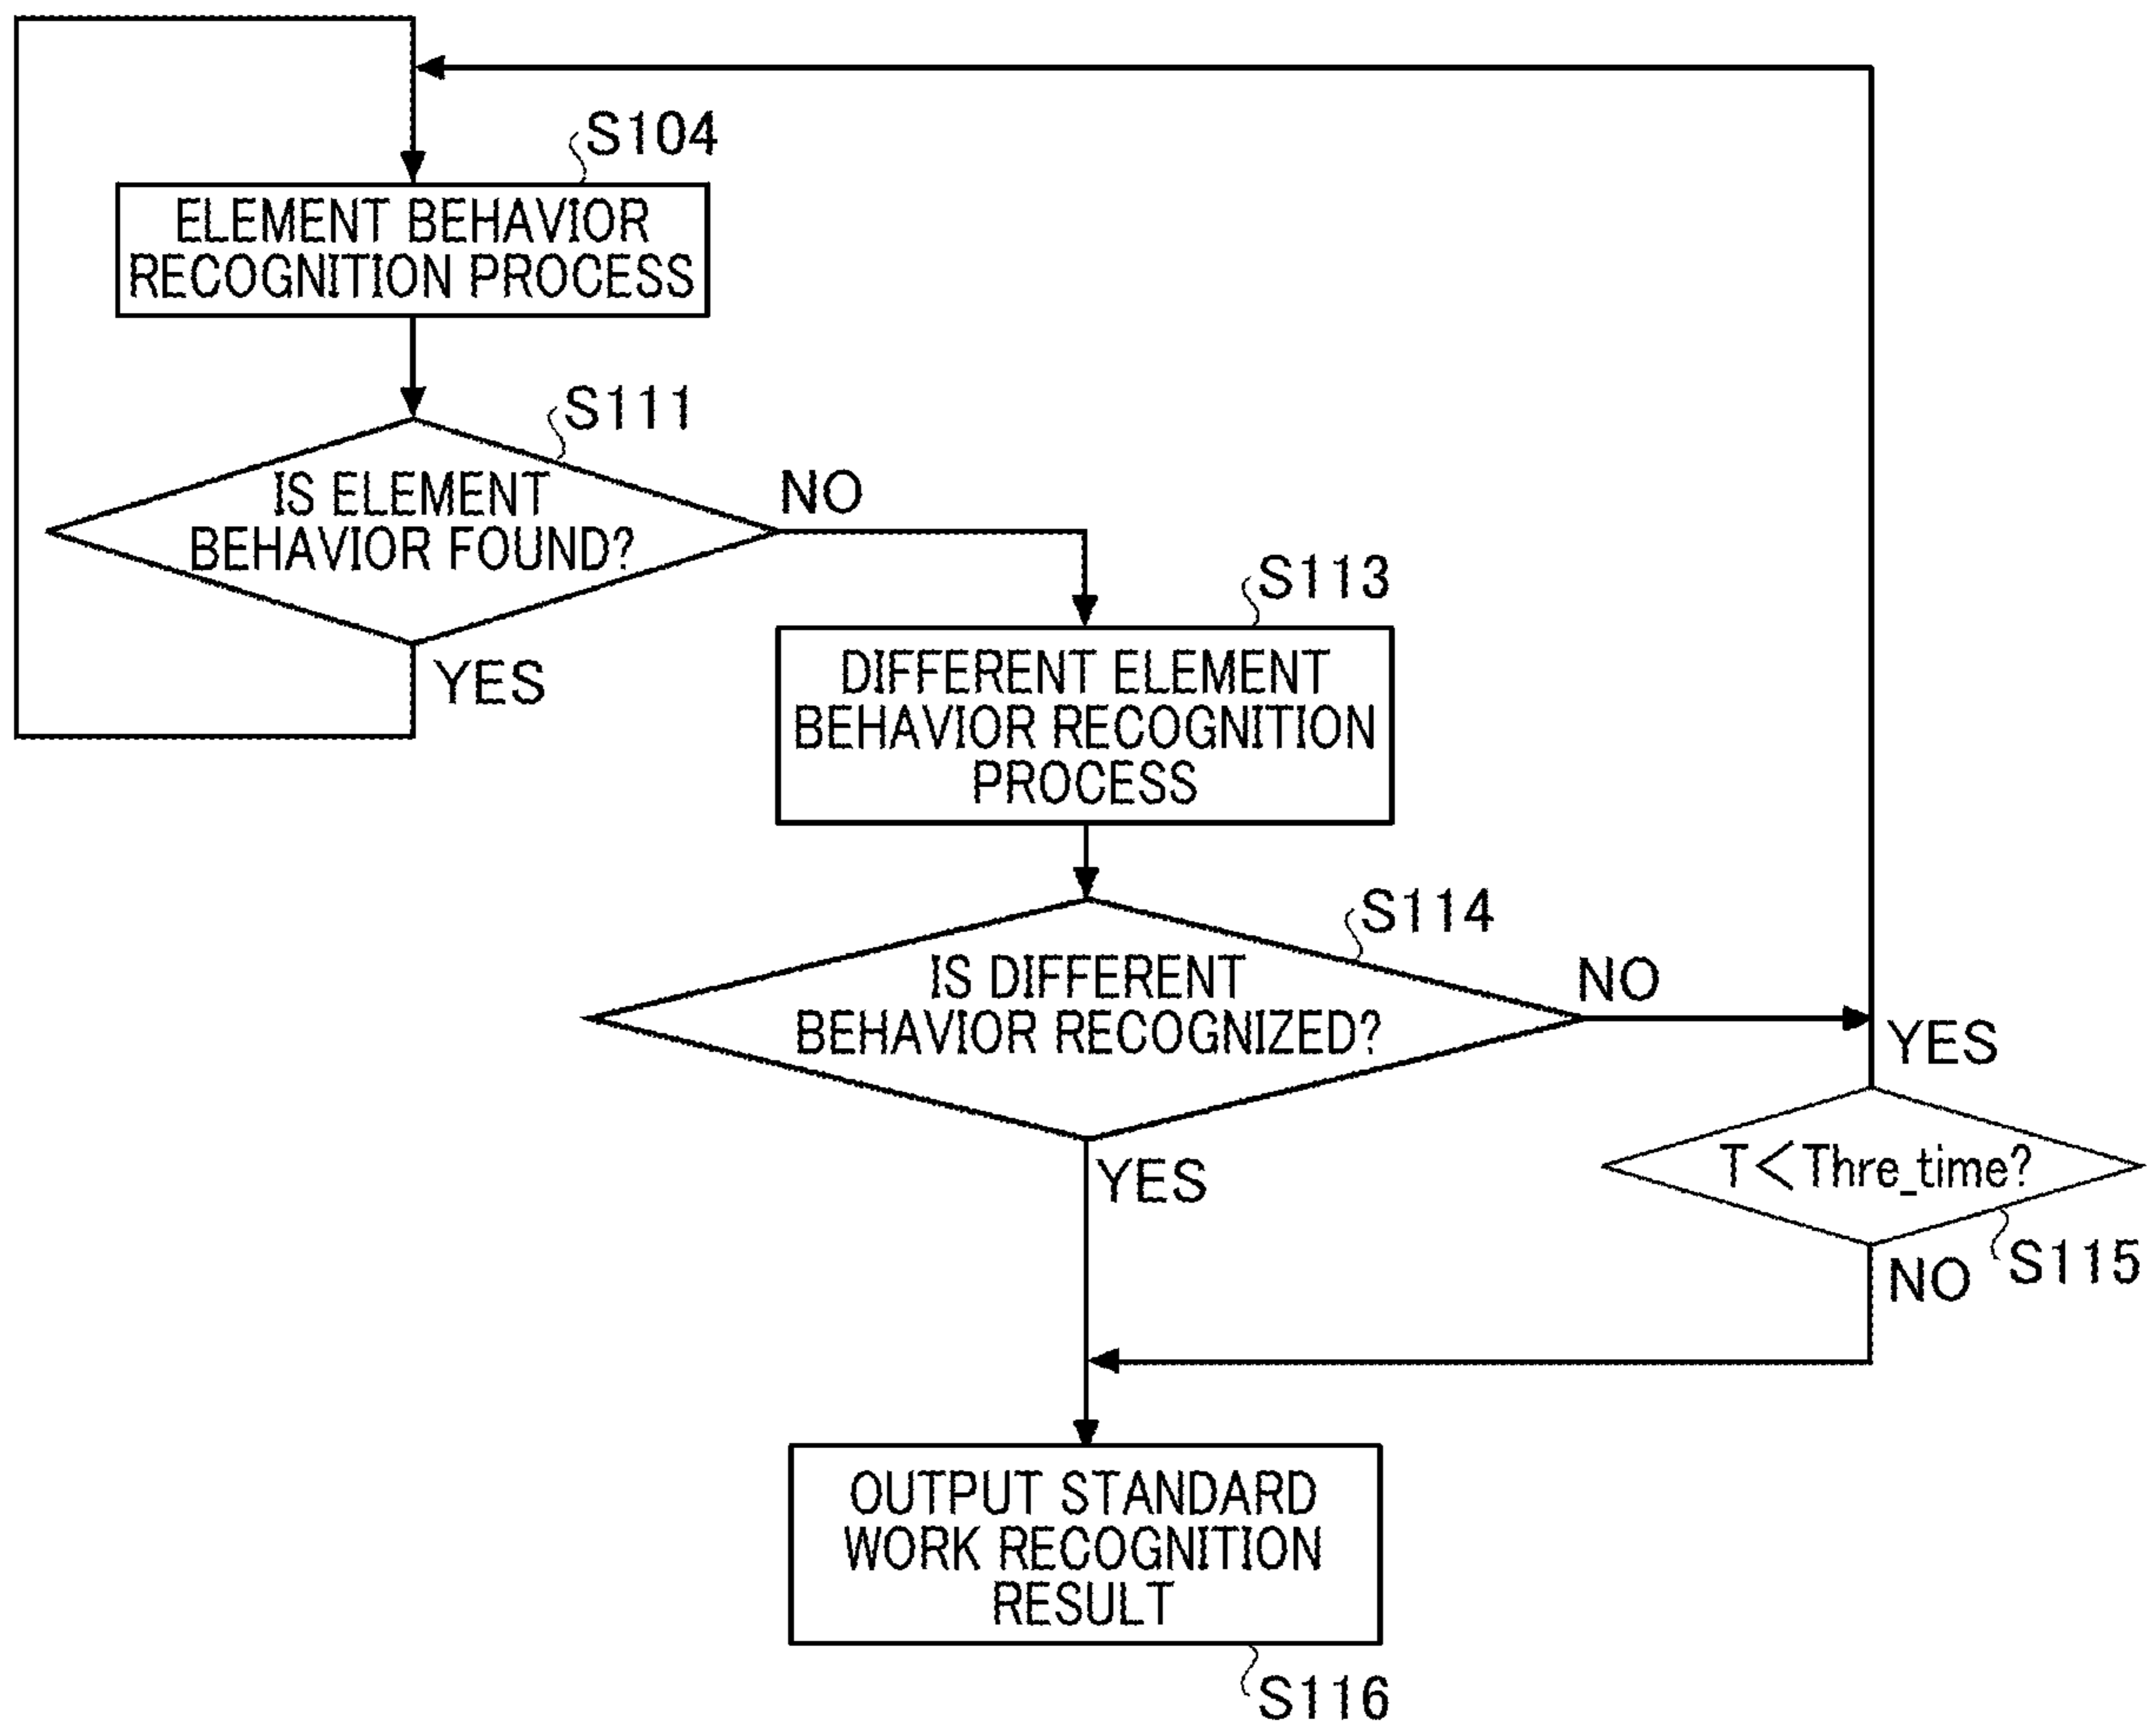 S104
ELEMENT BEHAVIOR
RECOGNITION PROCESS
S111
IS ELEMENT
BEHAVIOR FOUND?
NO
YES
S113
DIFFERENT ELEMENT
BEHAVIOR RECOGNITION
PROCESS
S114
IS DIFFERENT
BEHAVIOR RECOGNIZED?
NO
YES
YES
T<Thre_time?
S115
NO
OUTPUT STANDARD
WORK RECOGNITION
RESULT
S116